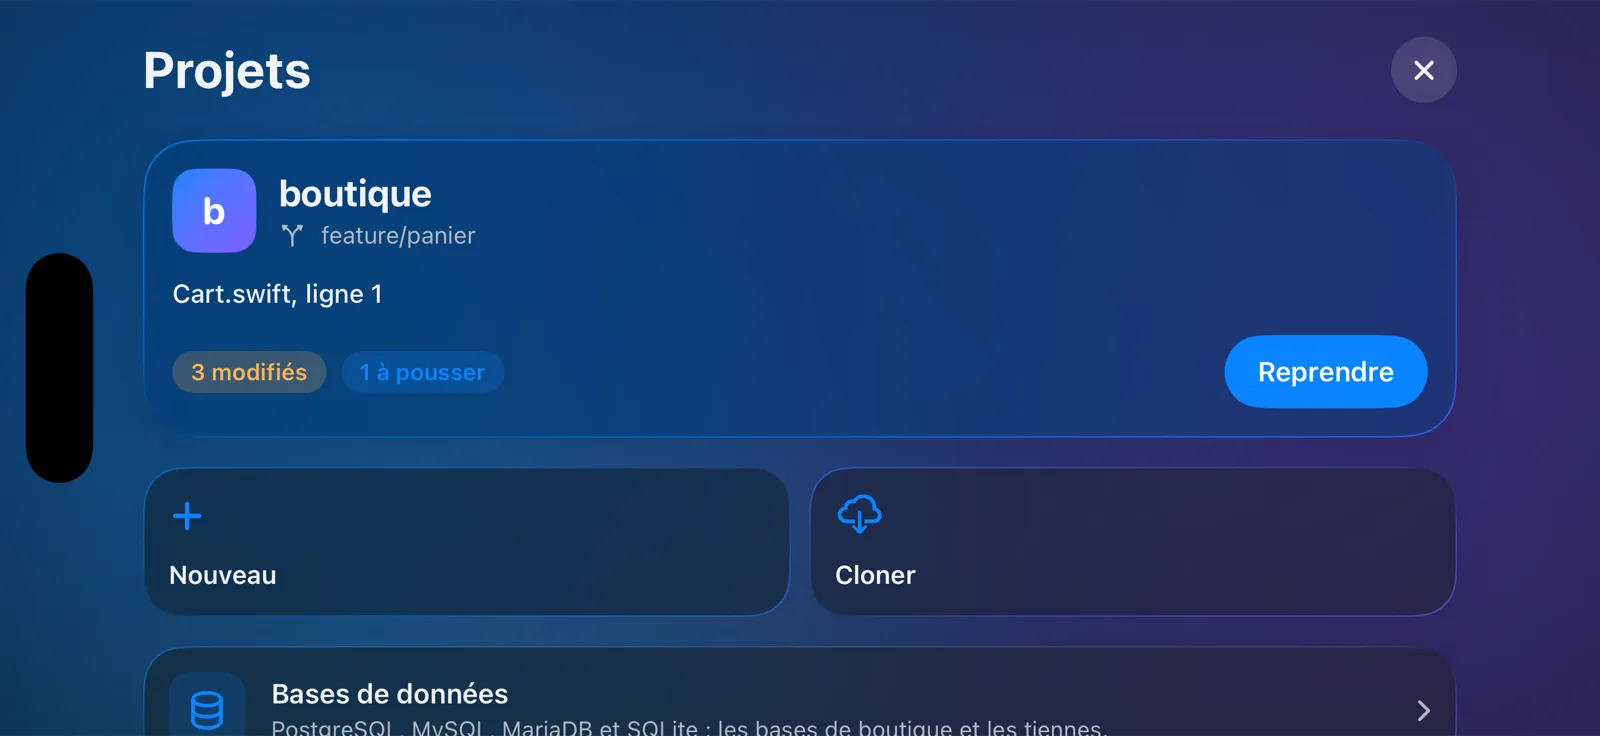 Projets
b
boutique
feature/panier
Cart.swift, ligne 1
3 modifiés
1 à pousser
Reprendre
Nouveau
Cloner
Bases de données
PostgreSQL, MySQL, MariaDB et SQLite : les bases de boutique et les tiennes.